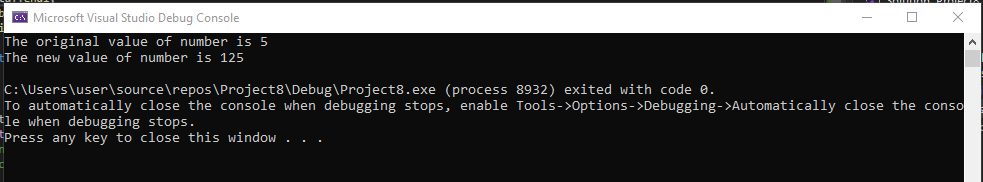 Microsoft Visual Studio Debug Console
The original value of number is 5
The new value of number is 125
C:\Users\user\source\repos\Project8\Debug\Project8.exe (process 8932) exited with code 0.
To automatically close the console when debugging stops, enable Tools->Options->Debugging->Automatically close the conso
le when debugging stops.
Press any key to close this window . . .